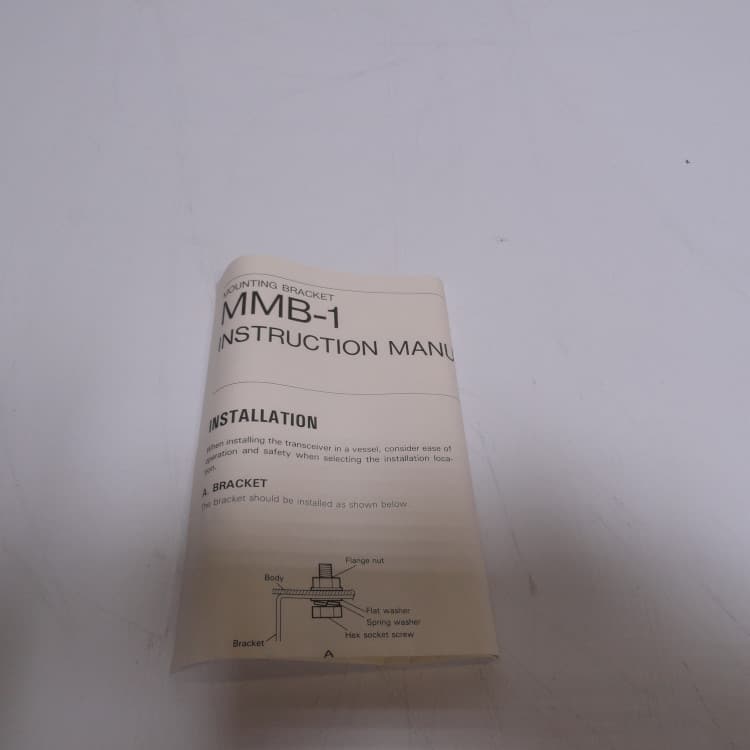 MOUNTING BRACKET
MMB-1
INSTRUCTION MANU
INSTALLATION
When installing the transceiver in a vessel, consider ease of
operation and safety when selecting the installation loca-
tion.
A. BRACKET
The bracket should be installed as shown below.
Flange nut
Body
Flat washer
Spring washer
Hex socket screw
Bracket
A